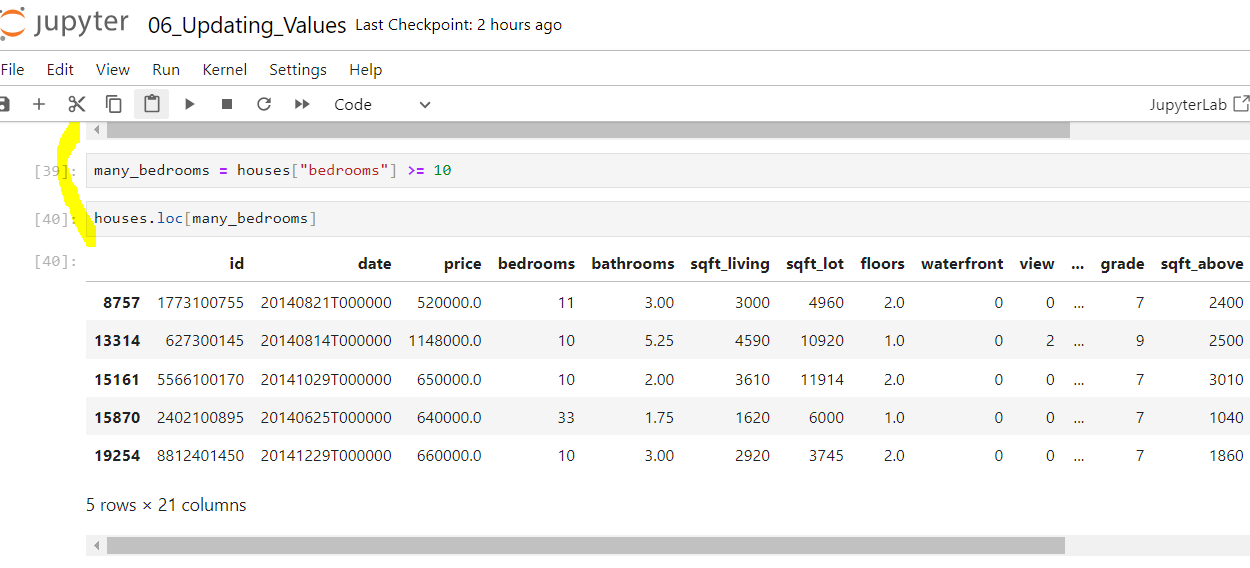 jupyter 06_Updating_Values Last Checkpoint: 2 hours ago
File Edit View Run Kernel Settings Help
Code JupyterLab
[39]: many_bedrooms = houses["bedrooms"] >= 10
[40]: houses.loc[many_bedrooms]
[40]:
id date price bedrooms bathrooms sqft_living sqft_lot floors waterfront view ... grade sqft_above
8757 1773100755 20140821T000000 520000.0 11 3.00 3000 4960 2.0 0 0 ... 7 2400
13314 627300145 20140814T000000 1148000.0 10 5.25 4590 10920 1.0 0 2 ... 9 2500
15161 5566100170 20141029T000000 650000.0 10 2.00 3610 11914 2.0 0 0 ... 7 3010
15870 2402100895 20140625T000000 640000.0 33 1.75 1620 6000 1.0 0 0 ... 7 1040
19254 8812401450 20141229T000000 660000.0 10 3.00 2920 3745 2.0 0 0 ... 7 1860
5 rows × 21 columns